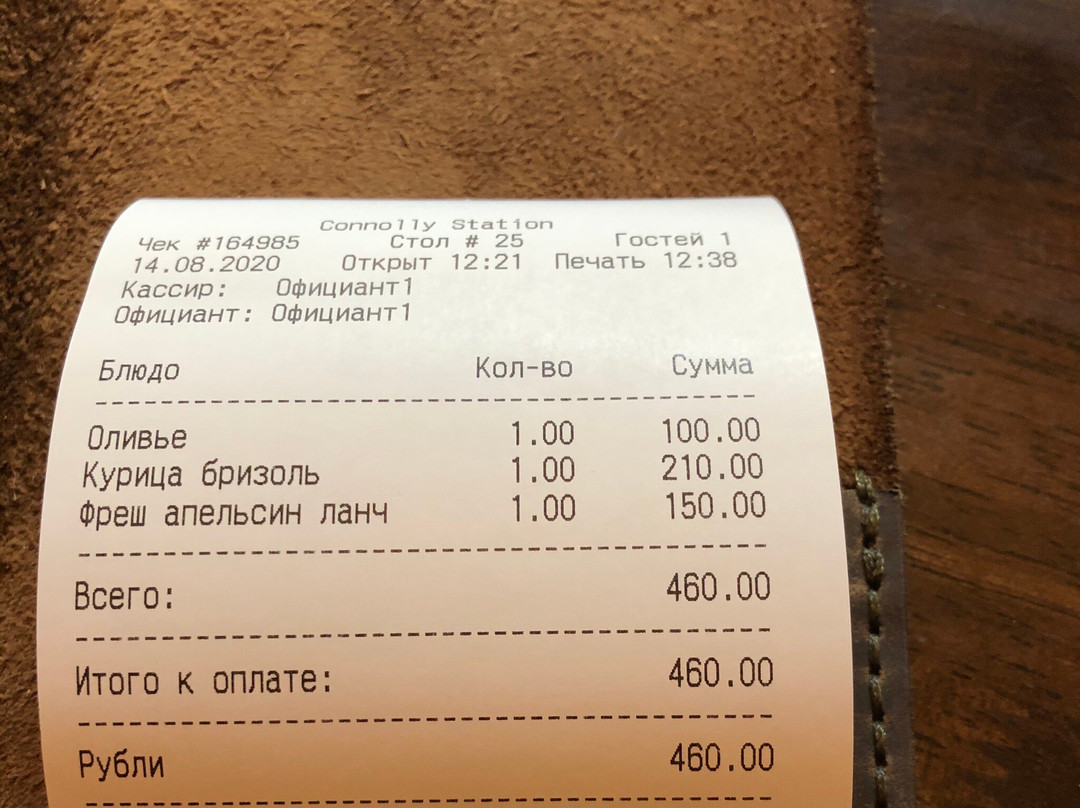 Connolly Station
Чек #164985 Стол # 25 Гостей 1
14.08.2020 Открыт 12:21 Печать 12:38
Кассир: Официант1
Официант: Официант1
Блюдо Кол-во Сумма
Оливье 1.00 100.00
Курица бризоль 1.00 210.00
Фреш апельсин ланч 1.00 150.00
Всего: 460.00
Итого к оплате: 460.00
Рубли 460.00